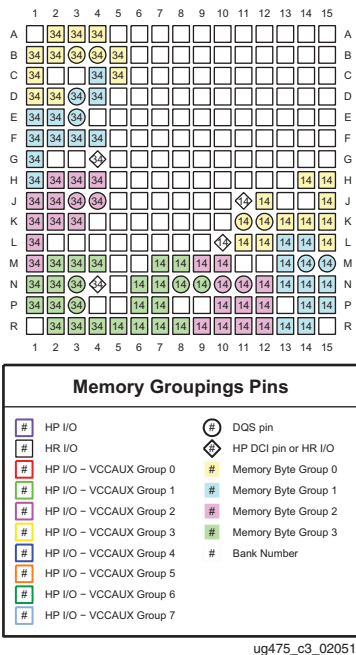 1 2 3 4 5 6 7 8 9 10 11 12 13 14 15
A 34 34 34 A
B 34 34 34 34 34 B
C 34 34 34 C
D 34 34 34 34 D
E 34 34 34 E
F 34 34 34 34 F
G 34 34 G
H 34 34 34 34 14 14 H
J 34 34 34 34 14 14 14 J
K 34 34 34 14 14 14 14 14 K
L 34 14 14 14 14 14 14 L
M 34 34 34 34 14 14 14 14 14 14 14 M
N 34 34 34 34 14 14 14 14 14 14 14 14 14 14 N
P 34 34 34 14 14 14 14 14 14 14 P
R 34 34 34 14 14 14 14 14 14 14 14 14 14 R
1 2 3 4 5 6 7 8 9 10 11 12 13 14 15
Memory Groupings Pins
# HP I/O
# HR I/O
# HP I/O − VCCAUX Group 0
# HP I/O − VCCAUX Group 1
# HP I/O − VCCAUX Group 2
# HP I/O − VCCAUX Group 3
# HP I/O − VCCAUX Group 4
# HP I/O − VCCAUX Group 5
# HP I/O − VCCAUX Group 6
# HP I/O − VCCAUX Group 7
# DQS pin
# HP DCI pin or HR I/O
# Memory Byte Group 0
# Memory Byte Group 1
# Memory Byte Group 2
# Memory Byte Group 3
# Bank Number
ug475_c3_02051